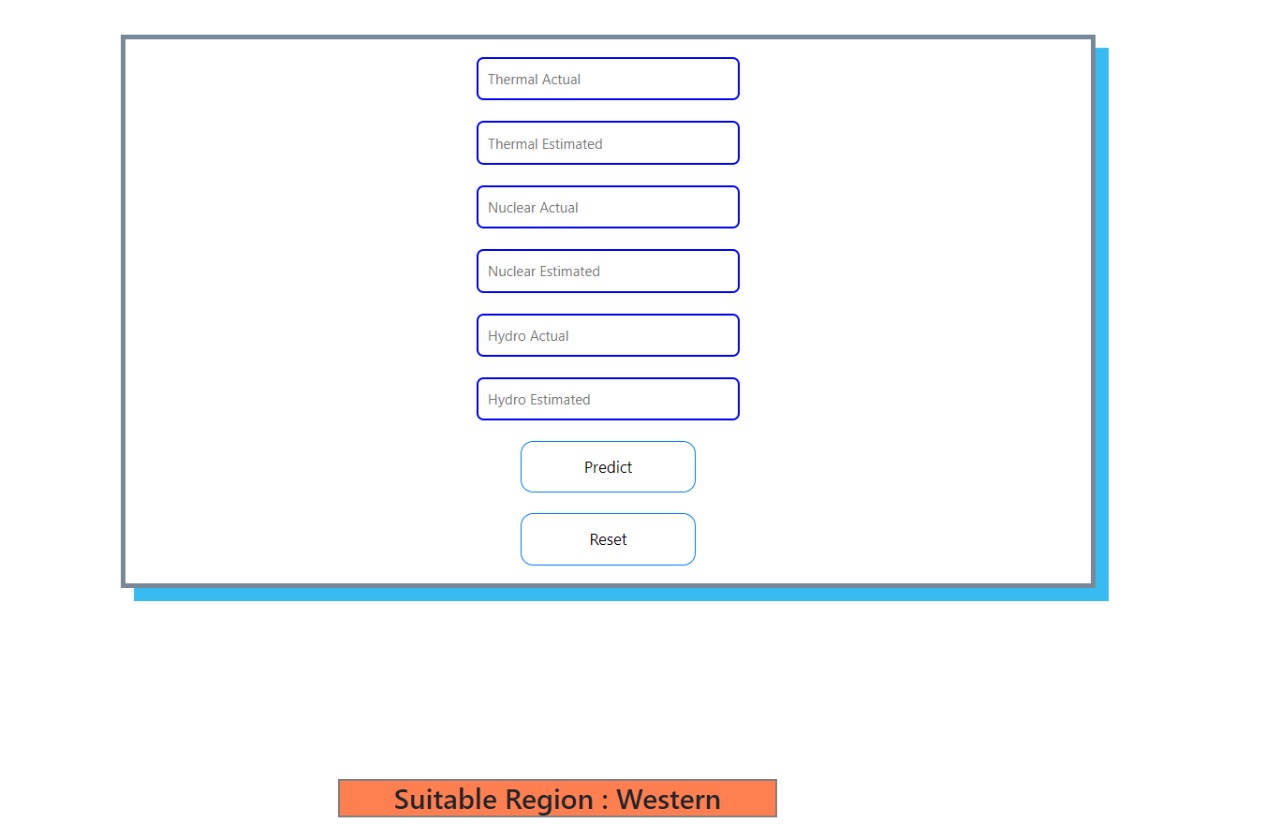 Thermal Actual
Thermal Estimated
Nuclear Actual
Nuclear Estimated
Hydro Actual
Hydro Estimated
Predict
Reset
Suitable Region : Western